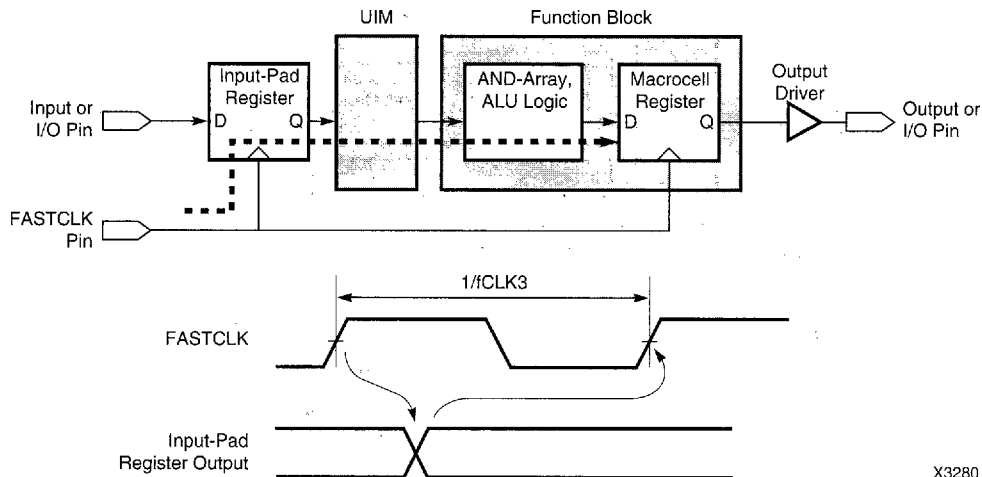 UIM
Function Block
Input-Pad
Register
AND-Array,
ALU Logic
Macrocell
Register
Output
Driver
Input or
I/O Pin
D
Q
D
Q
Output or
I/O Pin
FASTCLK
Pin
1/fCLK3
FASTCLK
Input-Pad
Register Output
X3280